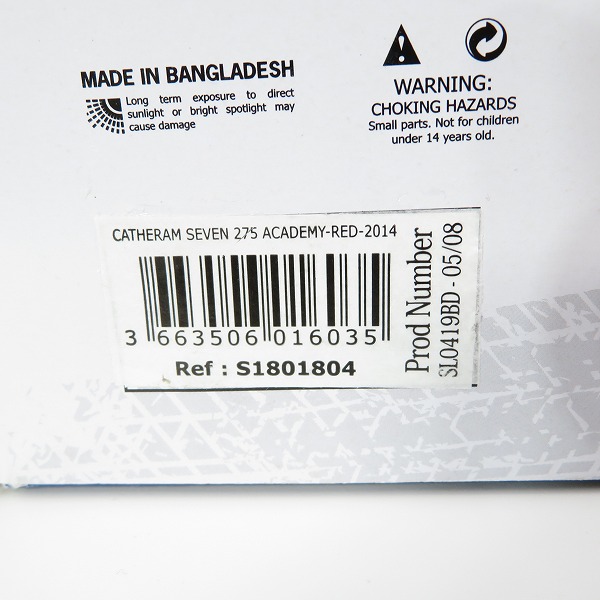 MADE IN BANGLADESH
Long term exposure to direct
sunlight or bright spotlight may
cause damage
WARNING:
CHOKING HAZARDS
Small parts. Not for children
under 14 years old.
CATHERAM SEVEN 275 ACADEMY-RED-2014
3 663506 016035
Ref : S1801804
Prod Number
SL0419BD - 05/08